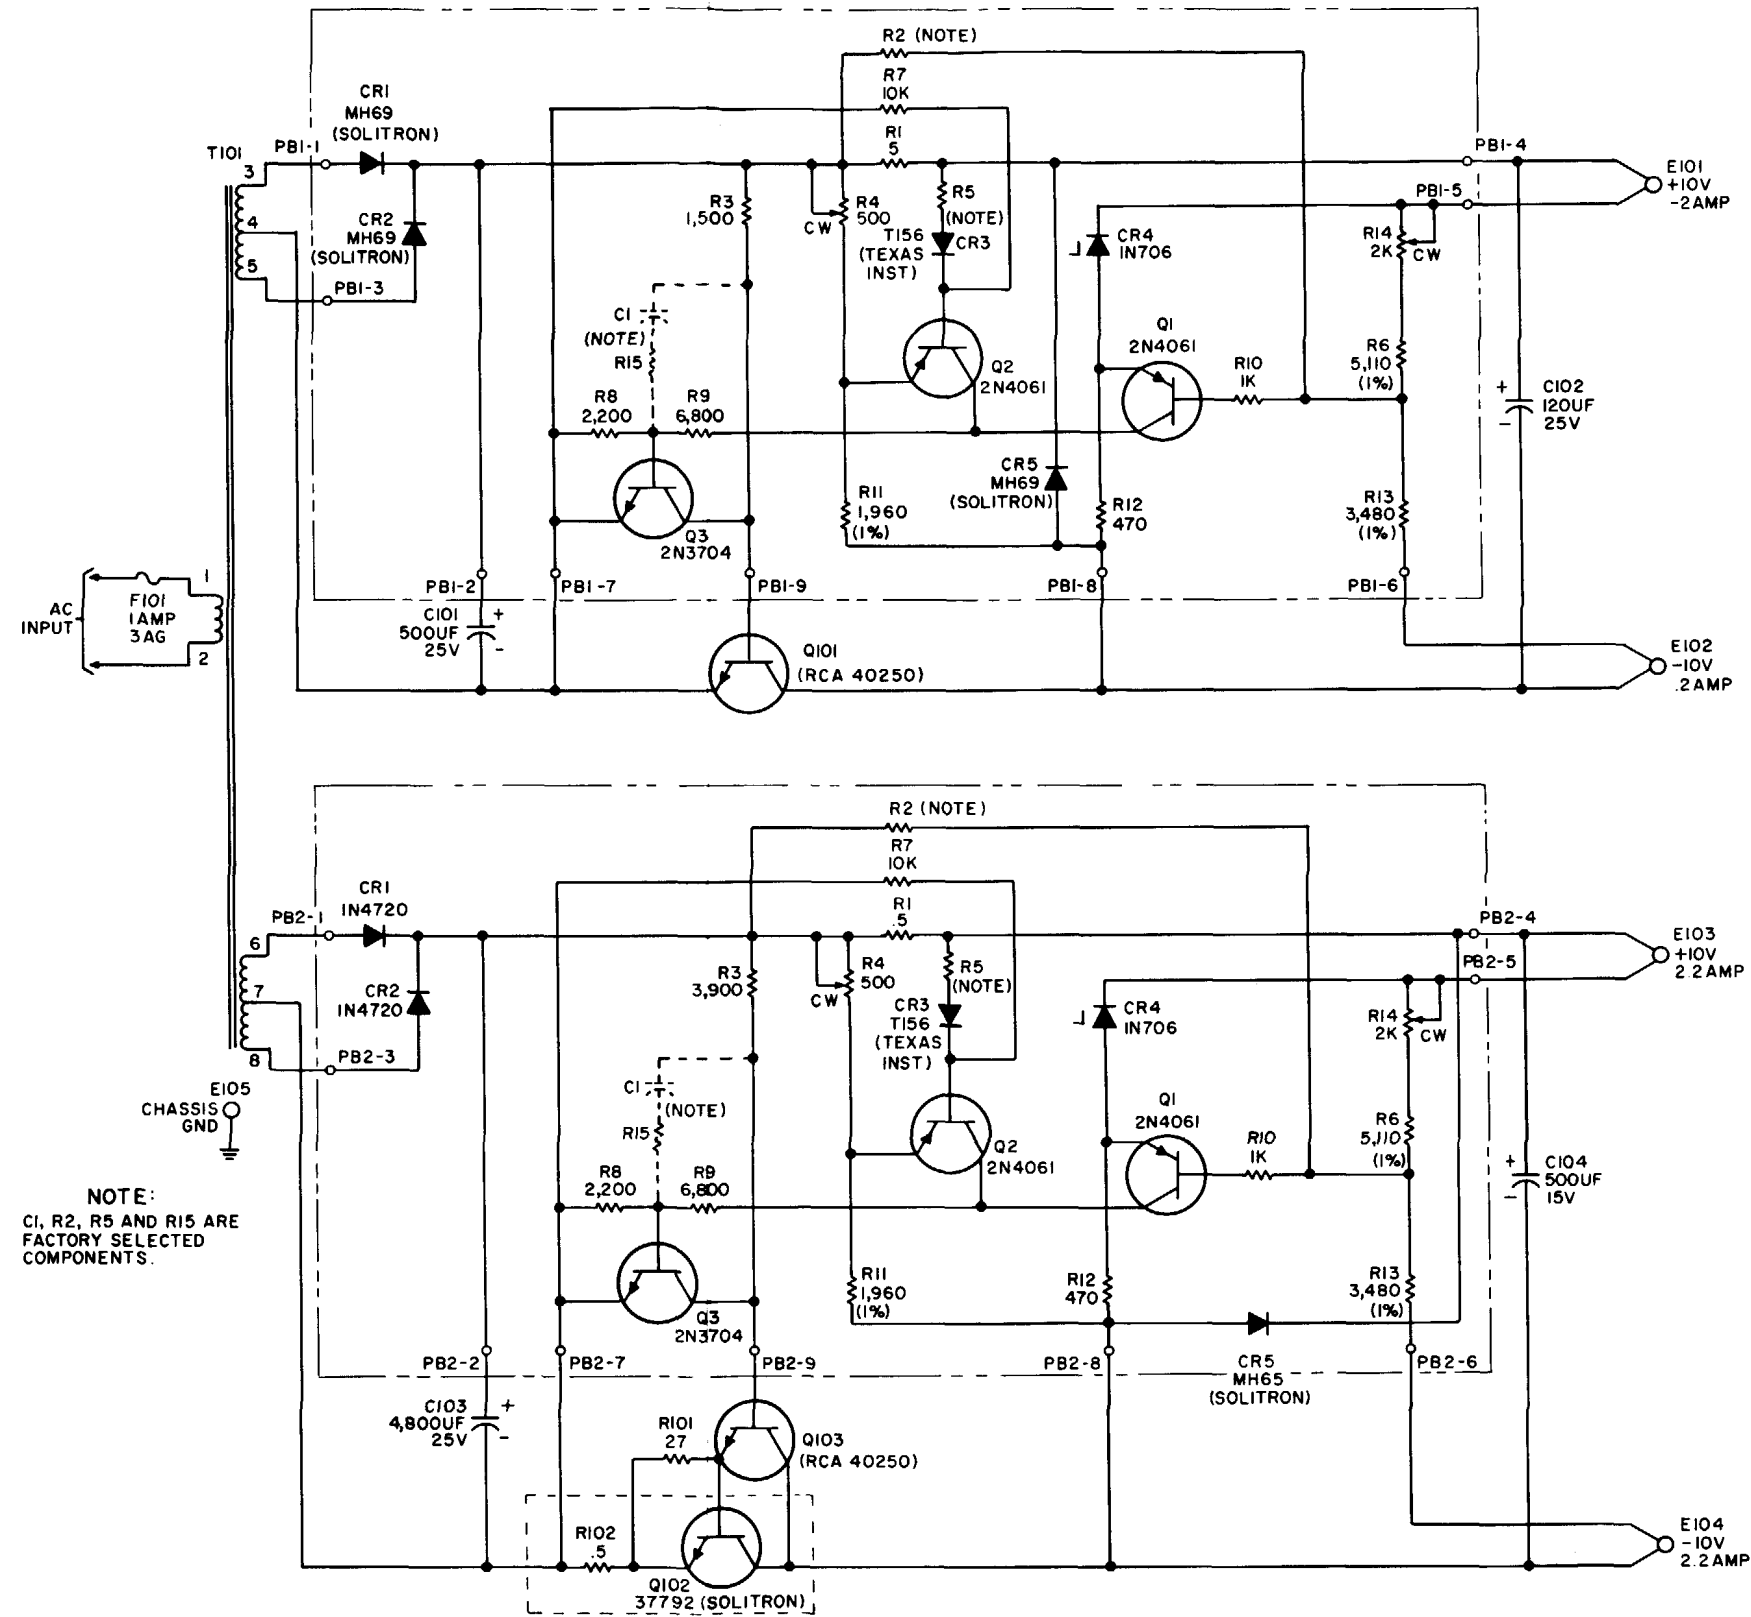 R2 (NOTE)
R7
10K
CR1
MH69
(SOLITRON)
R1
5
T101
PB1-1
PB1-4
3
4
5
E101
+10V
-2AMP
PB1-5
R5
(NOTE)
R3
1,500
R4
500
CW
CR2
MH69
(SOLITRON)
TI56
(TEXAS
INST)
CR3
CR4
IN706
R14
2K
CW
PB1-3
C1
(NOTE)
R15
Q1
2N4061
Q2
2N4061
R10
1K
R6
5,110
(1%)
+
-
C102
120UF
25V
R8
2,200
R9
6,800
CR5
MH69
(SOLITRON)
R11
1,960
(1%)
R12
470
R13
3,480
(1%)
Q3
2N3704
AC
INPUT
F101
1AMP
3AG
1
2
PB1-2
PB1-7
PB1-9
PB1-8
PB1-6
C101
500UF
25V
+
-
Q101
(RCA 40250)
E102
-10V
.2AMP
R2 (NOTE)
R7
10K
CR1
IN4720
R1
.5
PB2-1
PB2-4
6
7
8
E103
+10V
2.2AMP
PB2-5
R3
3,900
R4
500
CW
R5
(NOTE)
CR2
IN4720
CR3
TI56
(TEXAS
INST)
CR4
IN706
R14
2K
CW
PB2-3
E105
CHASSIS
GND
C1
(NOTE)
R15
Q1
2N4061
Q2
2N4061
R10
1K
R6
5,110
(1%)
+
-
C104
500UF
15V
R8
2,200
R9
6,800
NOTE:
C1, R2, R5 AND R15 ARE
FACTORY SELECTED
COMPONENTS.
R11
1,960
(1%)
R12
470
R13
3,480
(1%)
Q3
2N3704
PB2-2
PB2-7
PB2-9
PB2-8
PB2-6
CR5
MH65
(SOLITRON)
C103
4,800UF
25V
+
-
R101
27
Q103
(RCA 40250)
R102
.5
Q102
37792 (SOLITRON)
E104
-10V
2.2AMP